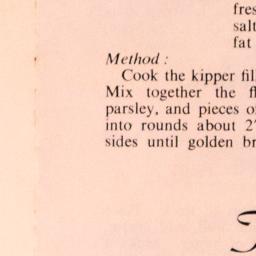 fres
salt
fat
Method :
Cook the kipper fil
Mix together the fl
parsley, and pieces o
into rounds about 2
sides until golden br